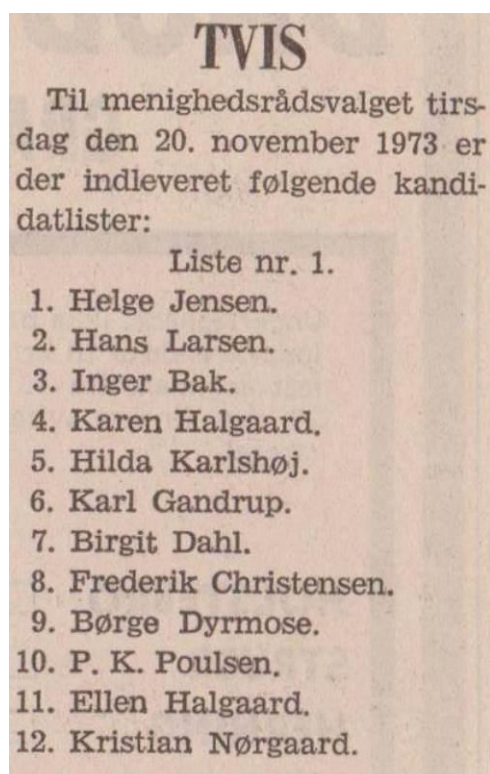 TVIS
Til menighedsrådsvalget tirs-
dag den 20. november 1973 er
der indleveret følgende kandi-
datlister:
Liste nr. 1.
1. Helge Jensen.
2. Hans Larsen.
3. Inger Bak.
4. Karen Halgaard.
5. Hilda Karlshøj.
6. Karl Gandrup.
7. Birgit Dahl.
8. Frederik Christensen.
9. Børge Dyrmose.
10. P. K. Poulsen.
11. Ellen Halgaard.
12. Kristian Nørgaard.